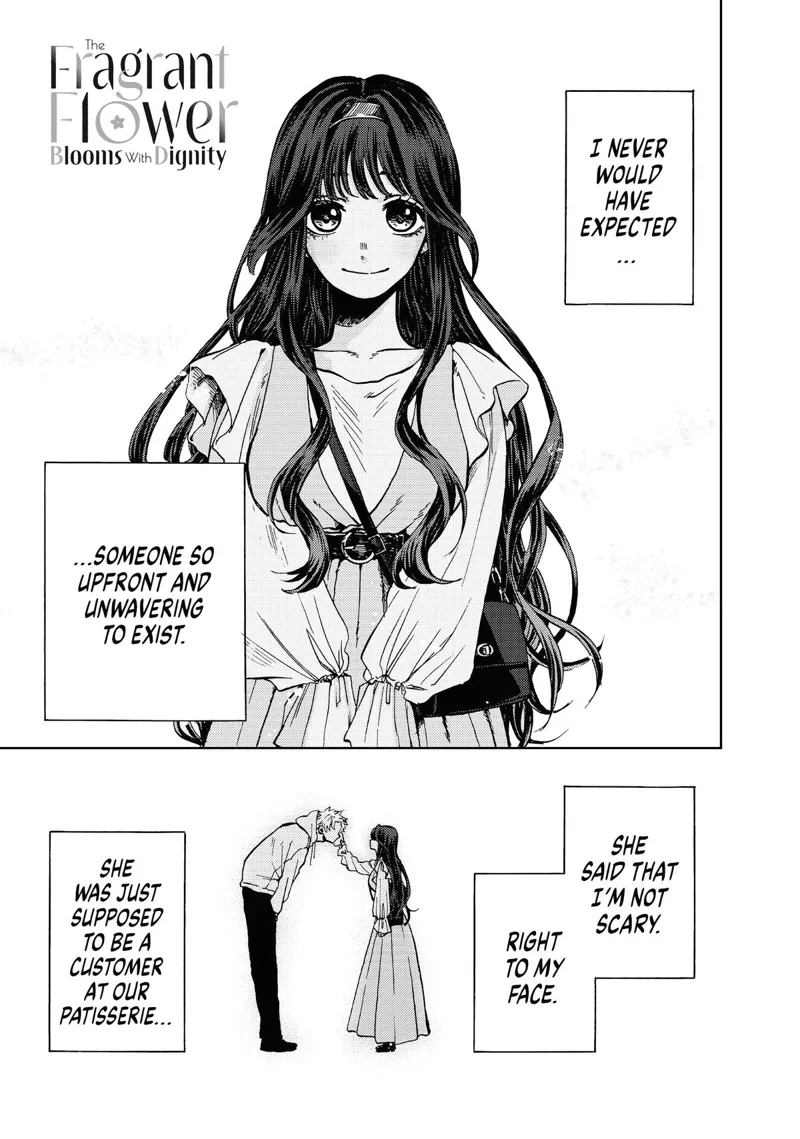 The
Fragrant
Flower
Blooms With Dignity
I NEVER
WOULD
HAVE
EXPECTED
...
...SOMEONE SO
UPFRONT AND
UNWAVERING
TO EXIST.
SHE
SAID THAT
I'M NOT
SCARY.
RIGHT
TO MY
FACE.
SHE
WAS JUST
SUPPOSED
TO BE A
CUSTOMER
AT OUR
PATISSERIE...